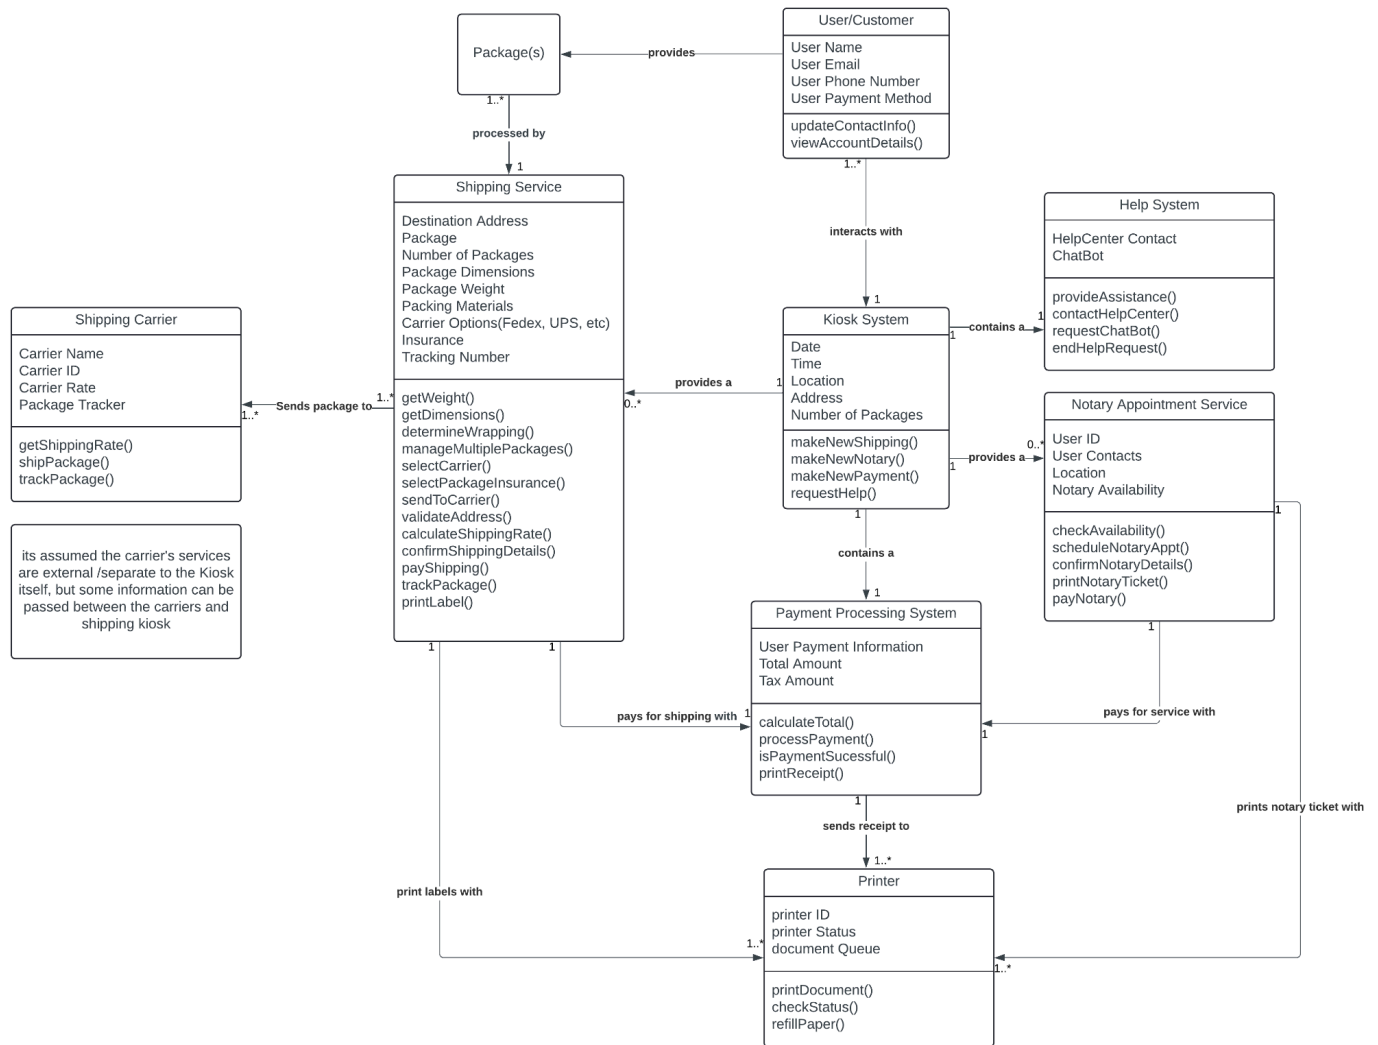 Package(s)
provides
User/Customer
User Name
User Email
User Phone Number
User Payment Method
updateContactInfo()
viewAccountDetails()
1..*
processed by
1
1..*
interacts with
1
Shipping Service
Destination Address
Package
Number of Packages
Package Dimensions
Package Weight
Packing Materials
Carrier Options(Fedex, UPS, etc)
Insurance
Tracking Number
getWeight()
getDimensions()
determineWrapping()
manageMultiplePackages()
selectCarrier()
selectPackageInsurance()
sendToCarrier()
validateAddress()
calculateShippingRate()
confirmShippingDetails()
payShipping()
trackPackage()
printLabel()
Help System
HelpCenter Contact
ChatBot
provideAssistance()
contactHelpCenter()
requestChatBot()
endHelpRequest()
Shipping Carrier
Carrier Name
Carrier ID
Carrier Rate
Package Tracker
getShippingRate()
shipPackage()
trackPackage()
1..*
Sends package to
1..*
its assumed the carrier's services
are external /separate to the Kiosk
itself, but some information can be
passed between the carriers and
shipping kiosk
Kiosk System
Date
Time
Location
Address
Number of Packages
makeNewShipping()
makeNewNotary()
makeNewPayment()
requestHelp()
1
contains a
1
provides a
1
0..*
1
provides a
0..*
Notary Appointment Service
User ID
User Contacts
Location
Notary Availability
checkAvailability()
scheduleNotaryAppt()
confirmNotaryDetails()
printNotaryTicket()
payNotary()
1
contains a
1
Payment Processing System
User Payment Information
Total Amount
Tax Amount
calculateTotal()
processPayment()
isPaymentSucessful()
printReceipt()
1
1
pays for shipping with
1
1
pays for service with
1
1
prints notary ticket with
1..*
1
sends receipt to
1..*
print labels with
1..*
Printer
printer ID
printer Status
document Queue
printDocument()
checkStatus()
refillPaper()